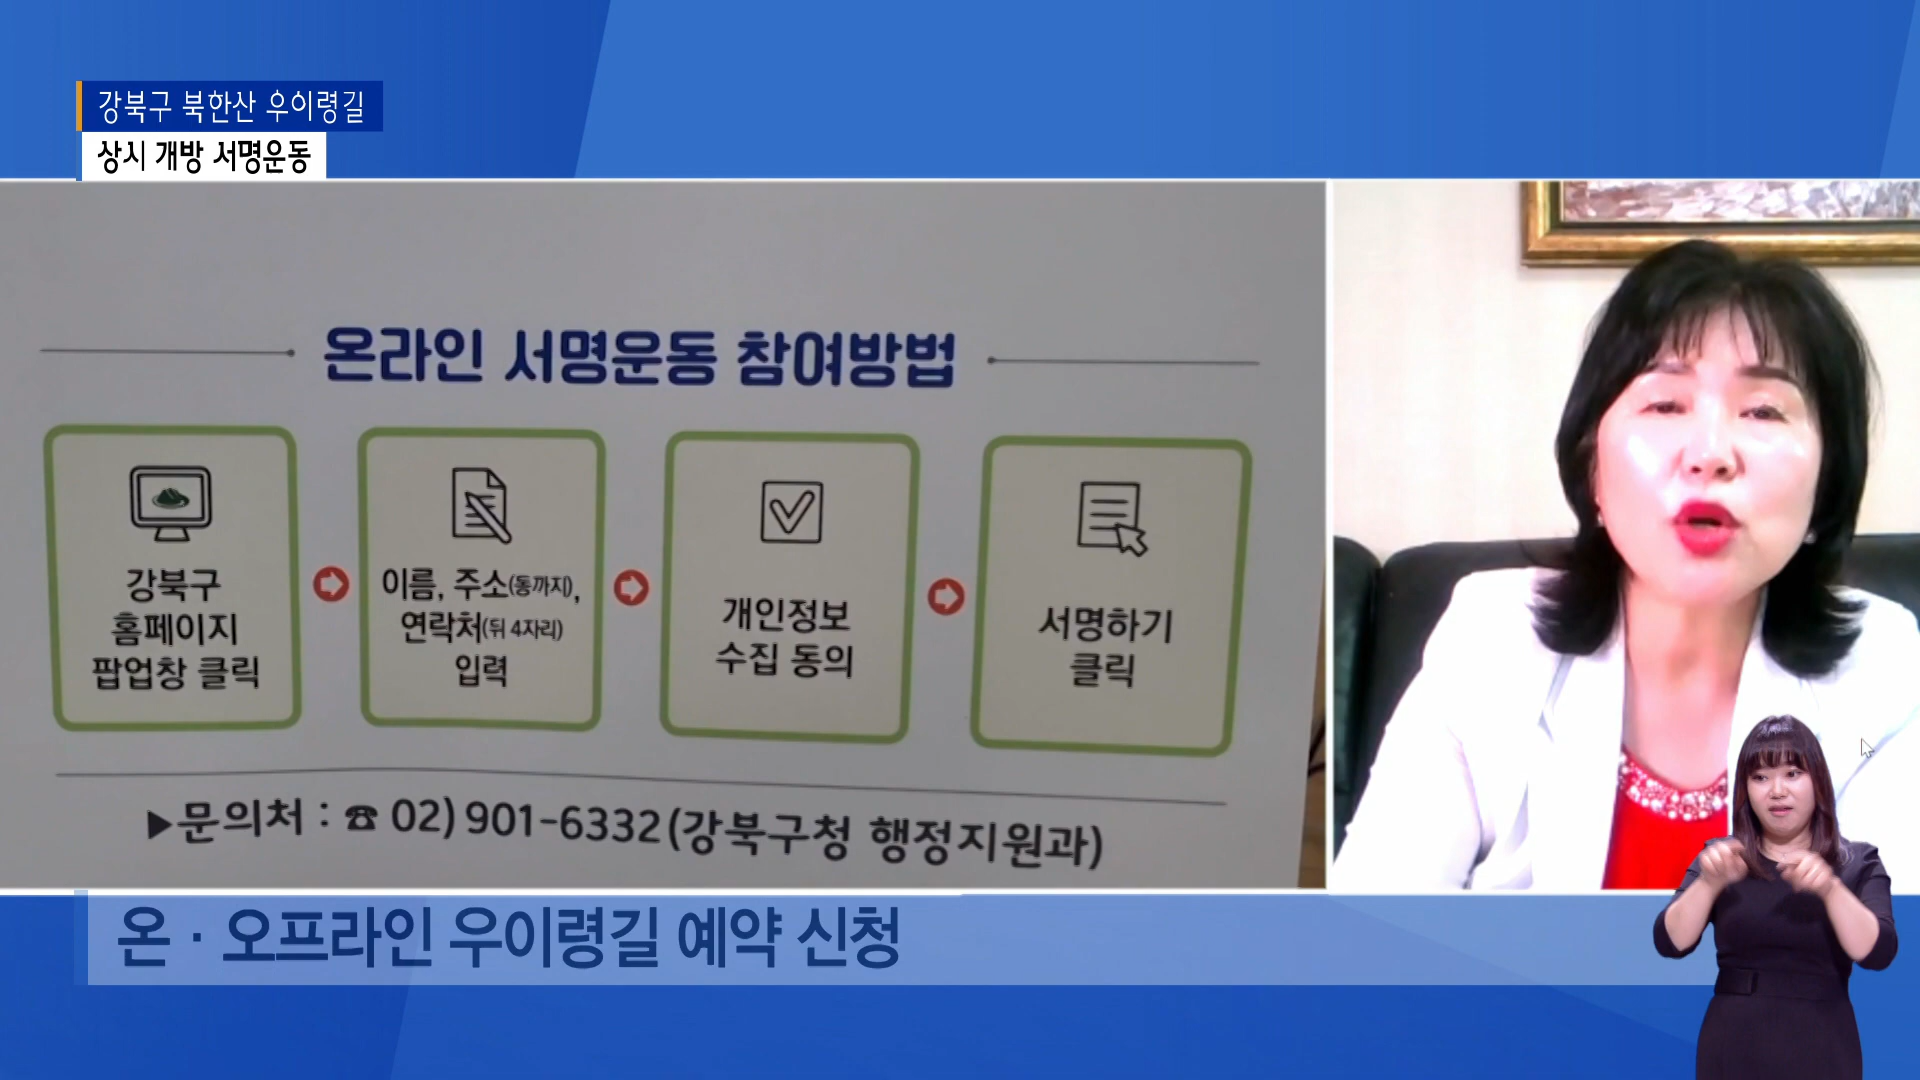 강북구 북한산 우이령길
상시 개방 서명운동
온라인 서명운동 참여방법
강북구
홈페이지
팝업창 클릭
이름, 주소(동까지),
연락처(뒤 4자리)
입력
개인정보
수집 동의
서명하기
클릭
▶문의처 : ☎ 02) 901-6332(강북구청 행정지원과)
온·오프라인 우이령길 예약 신청